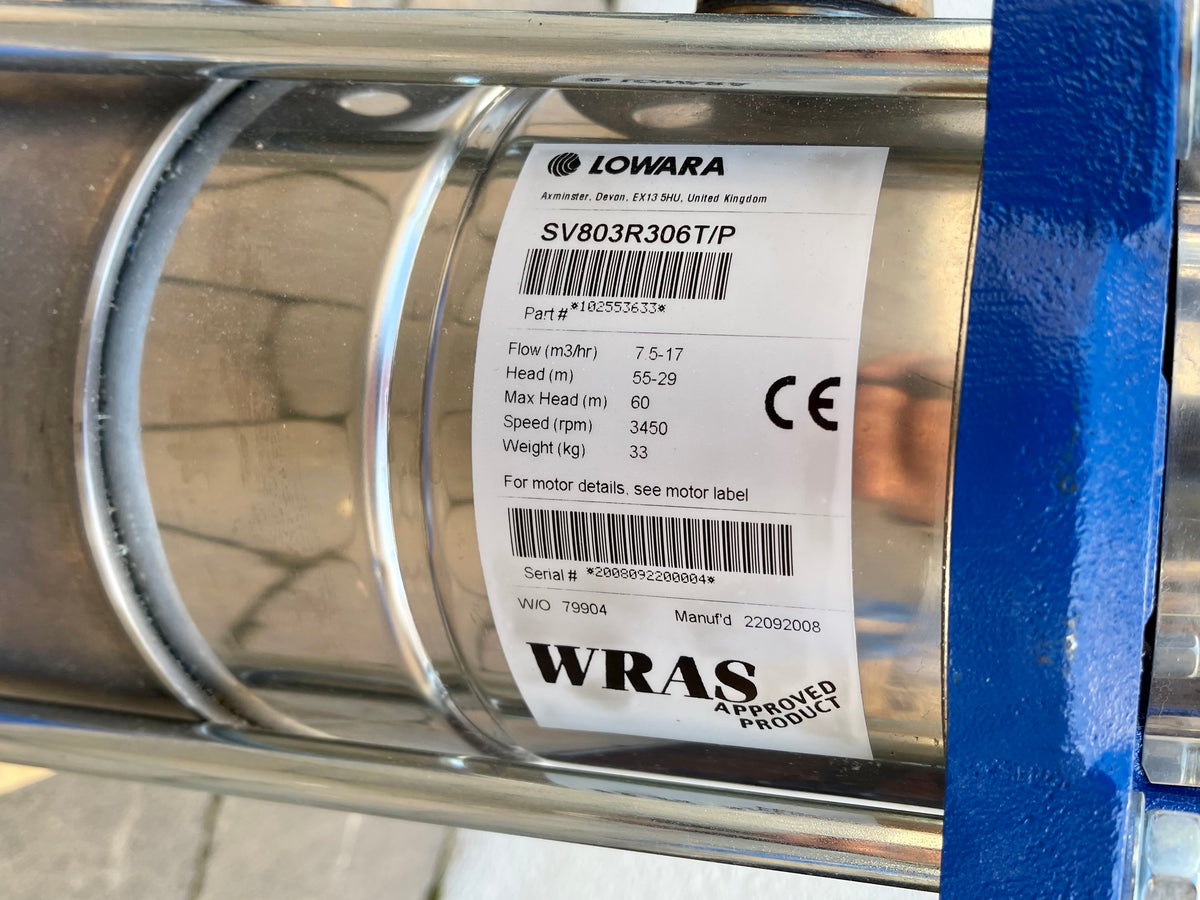 LOWARA
Axminster, Devon, EX13 5HU, United Kingdom
SV803R306T/P
Part # *102553633*
Flow (m3/hr) 7.5-17
Head (m) 55-29
Max Head (m) 60
Speed (rpm) 3450
Weight (kg) 33
CE
For motor details, see motor label
Serial # *2008092200004*
W/O 79904 Manuf'd 22092008
WRAS
APPROVED
PRODUCT